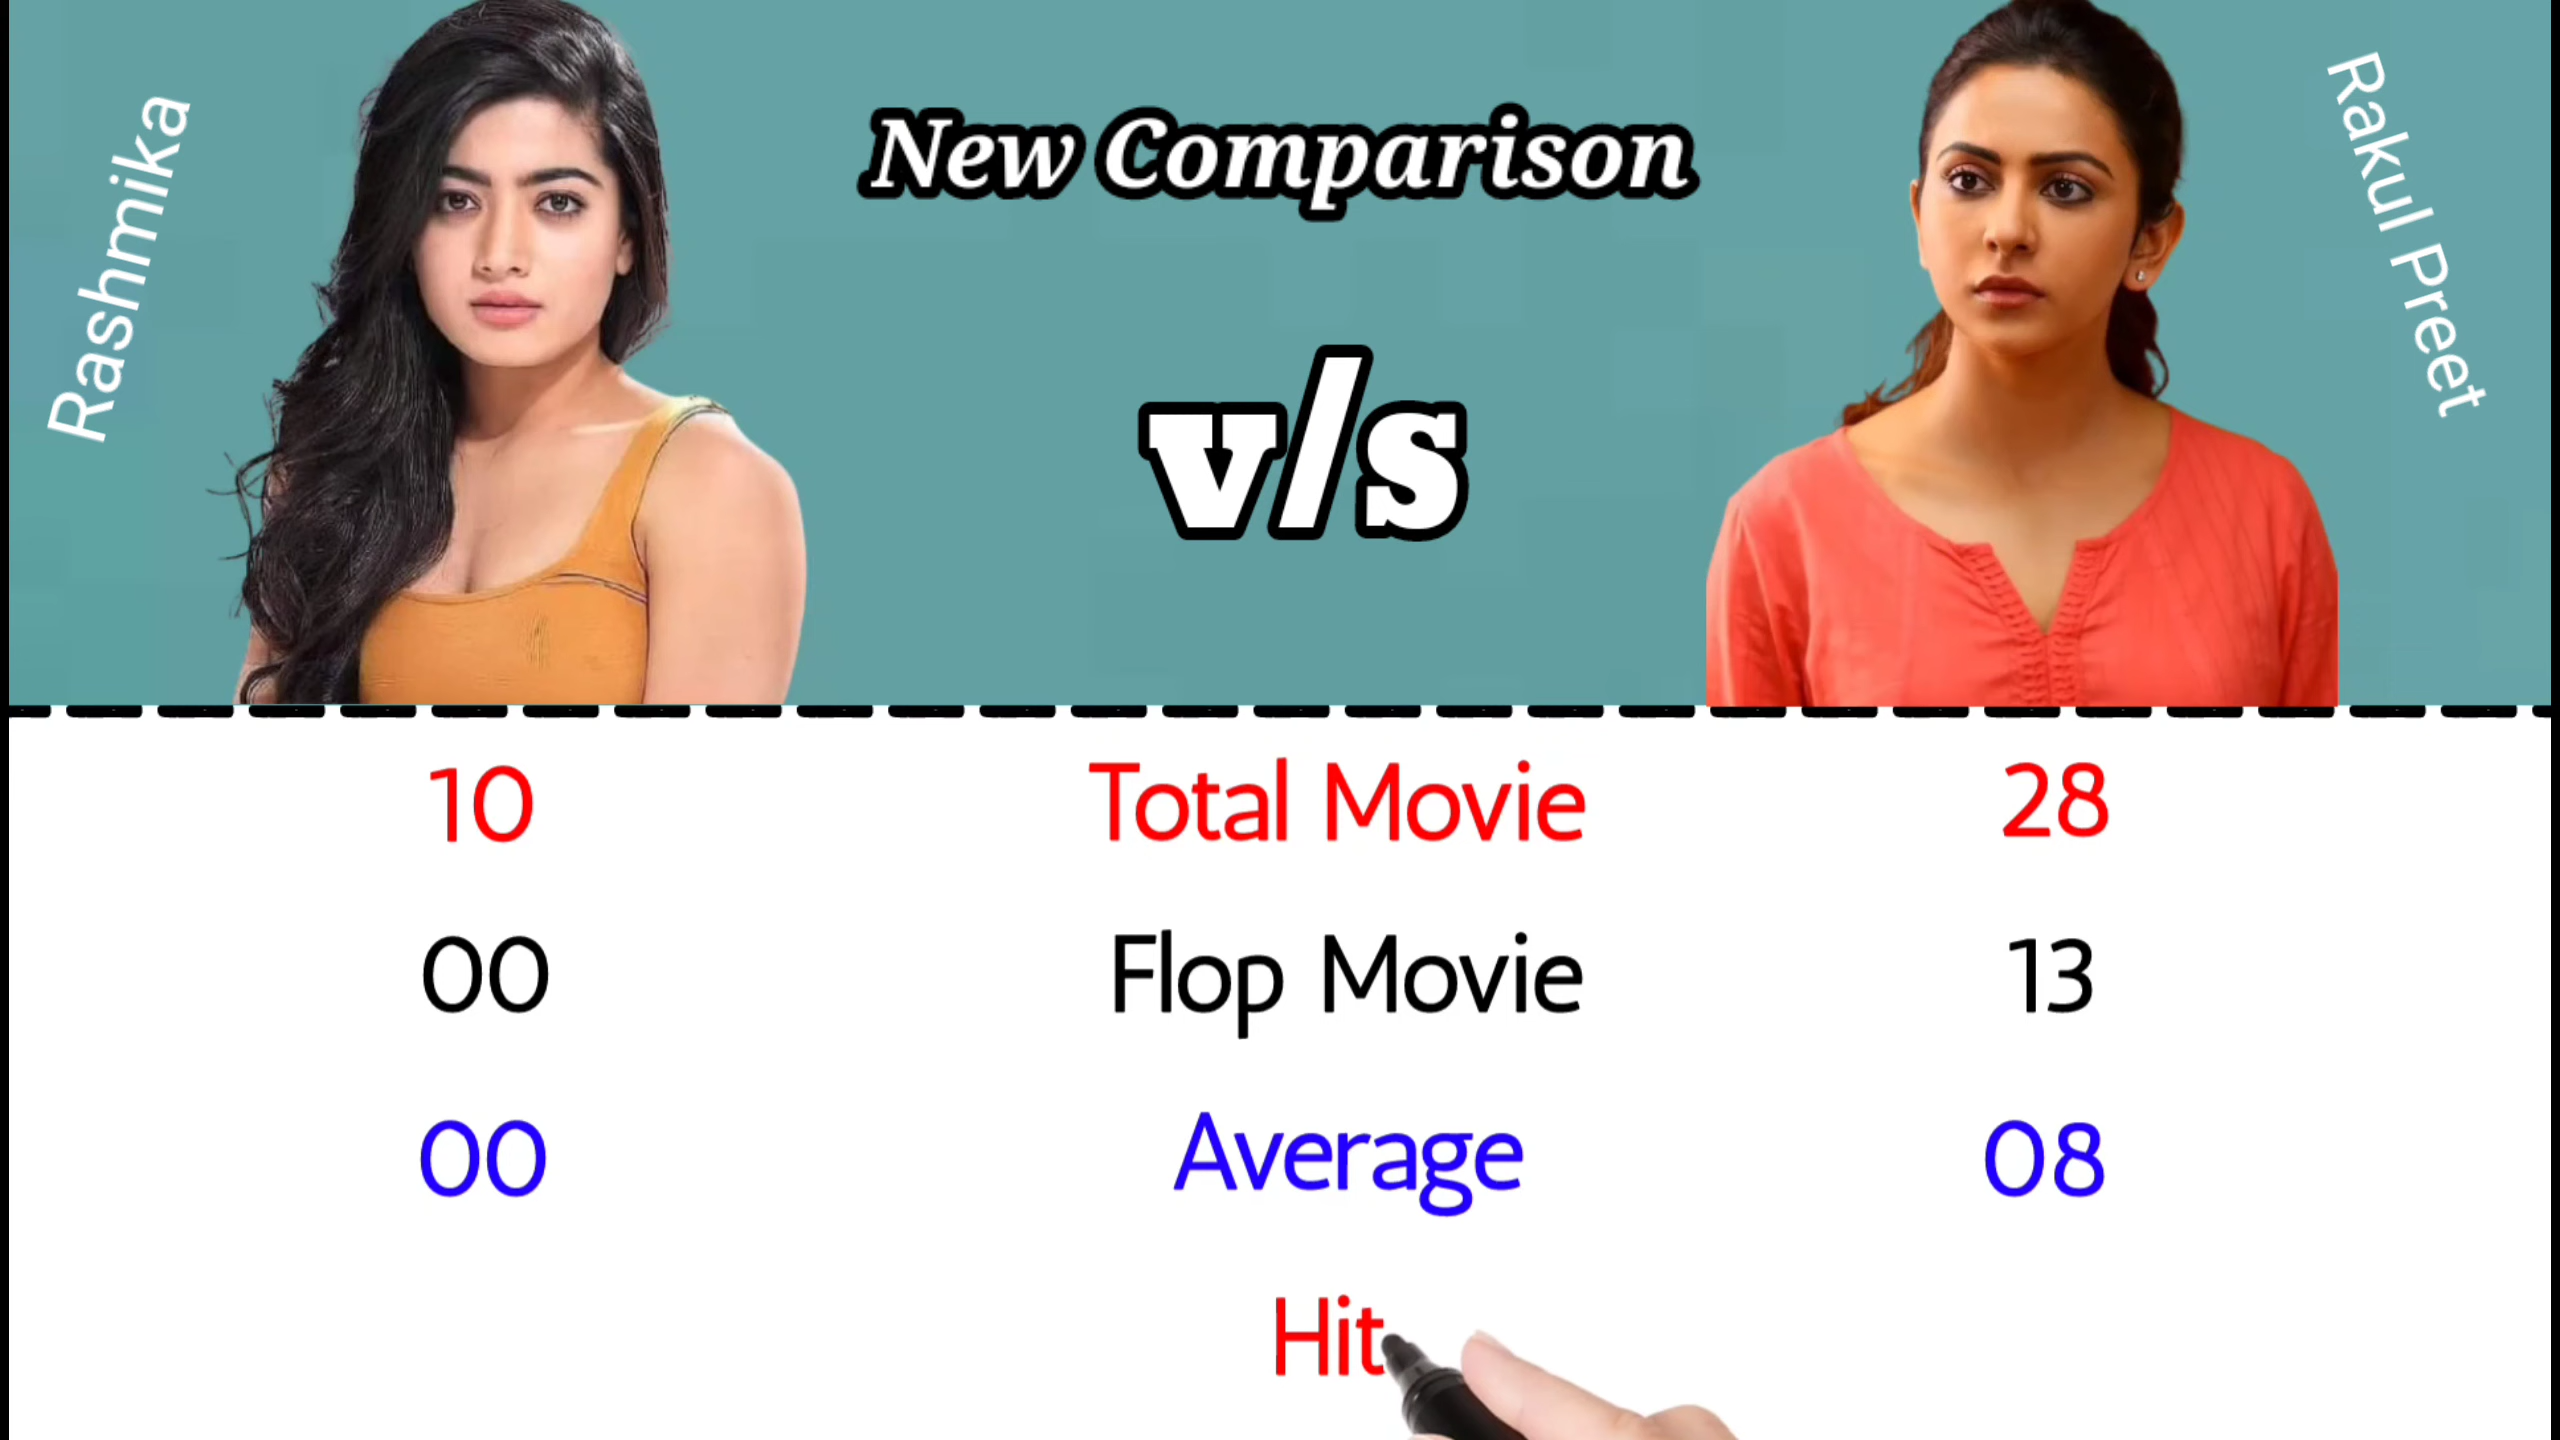 Rashmika
New Comparison
v/s
Rakul Preet
10 Total Movie 28
00 Flop Movie 13
00 Average 08
Hit